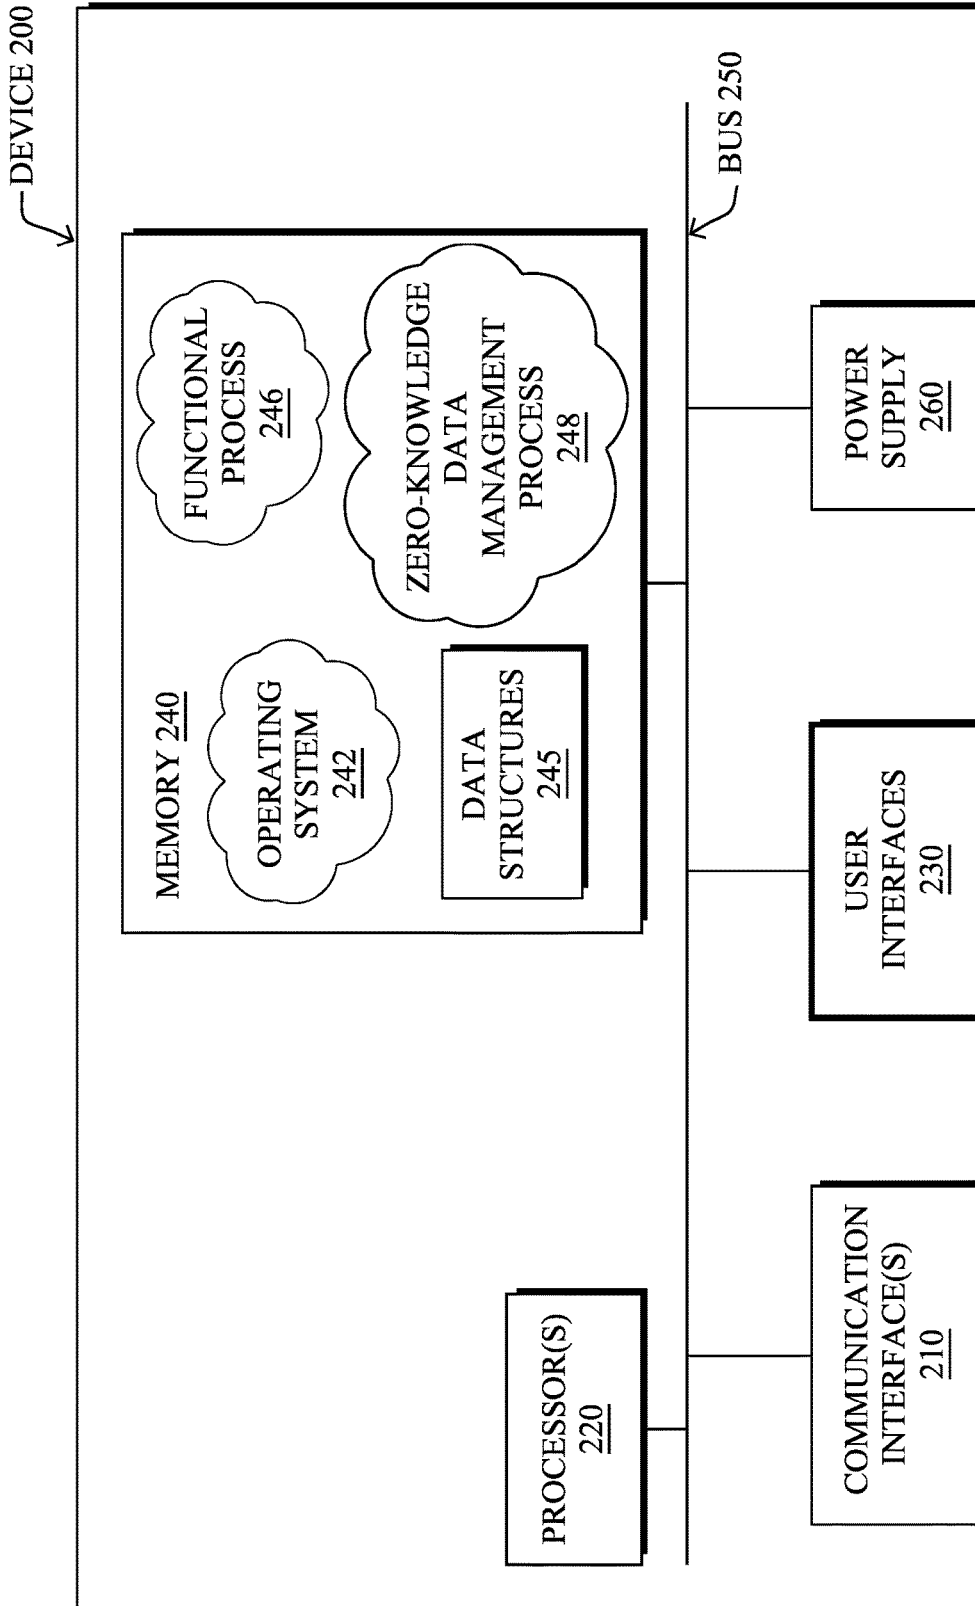 DEVICE 200
MEMORY 240
OPERATING
SYSTEM
242
FUNCTIONAL
PROCESS
246
DATA
STRUCTURES
245
ZERO-KNOWLEDGE
DATA
MANAGEMENT
PROCESS
248
PROCESSOR(S)
220
BUS 250
COMMUNICATION
INTERFACE(S)
210
USER
INTERFACES
230
POWER
SUPPLY
260